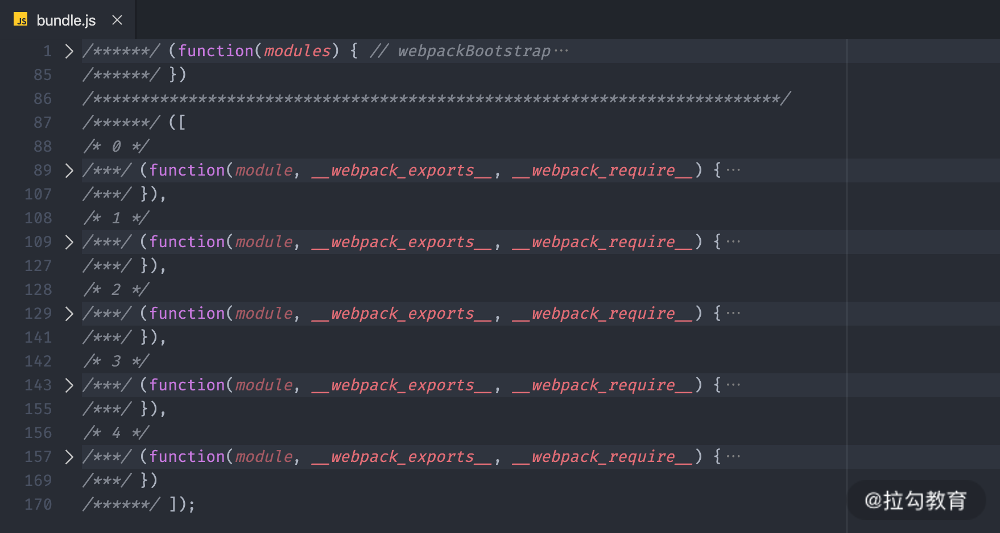 JS bundle.js ×
1 > /******/ (function(modules) { // webpackBootstrap···
85 /******/ })
86 /************************************************************************/
87 /******/ ([
88 /* 0 */
89 > /***/ (function(module, __webpack_exports__, __webpack_require__) {···
107 /***/ }),
108 /* 1 */
109 > /***/ (function(module, __webpack_exports__, __webpack_require__) {···
127 /***/ }),
128 /* 2 */
129 > /***/ (function(module, __webpack_exports__, __webpack_require__) {···
141 /***/ }),
142 /* 3 */
143 > /***/ (function(module, __webpack_exports__, __webpack_require__) {···
155 /***/ }),
156 /* 4 */
157 > /***/ (function(module, __webpack_exports__, __webpack_require__) {···
169 /***/ })
170 /******/ ]);
@拉勾教育